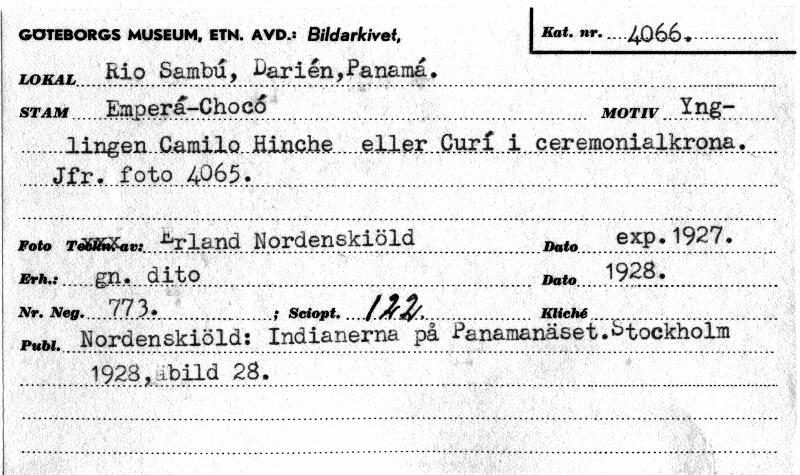 GÖTEBORGS MUSEUM, ETN. AVD.: Bildarkivet,
Kat. nr. 4066.
LOKAL Rio Sambú, Darién, Panamá.
STAM Emperá-Chocó MOTIV Yng-
lingen Camilo Hinche eller Curí i ceremonialkrona.
Jfr. foto 4065.
Foto Teckn. av: Erland Nordenskiöld Dato exp. 1927.
Erh.: gn. dito Dato 1928.
Nr. Neg. 773. ; Sciopt. 122. Kliché
Publ. Nordenskiöld: Indianerna på Panamanäset. Stockholm
1928, abild 28.